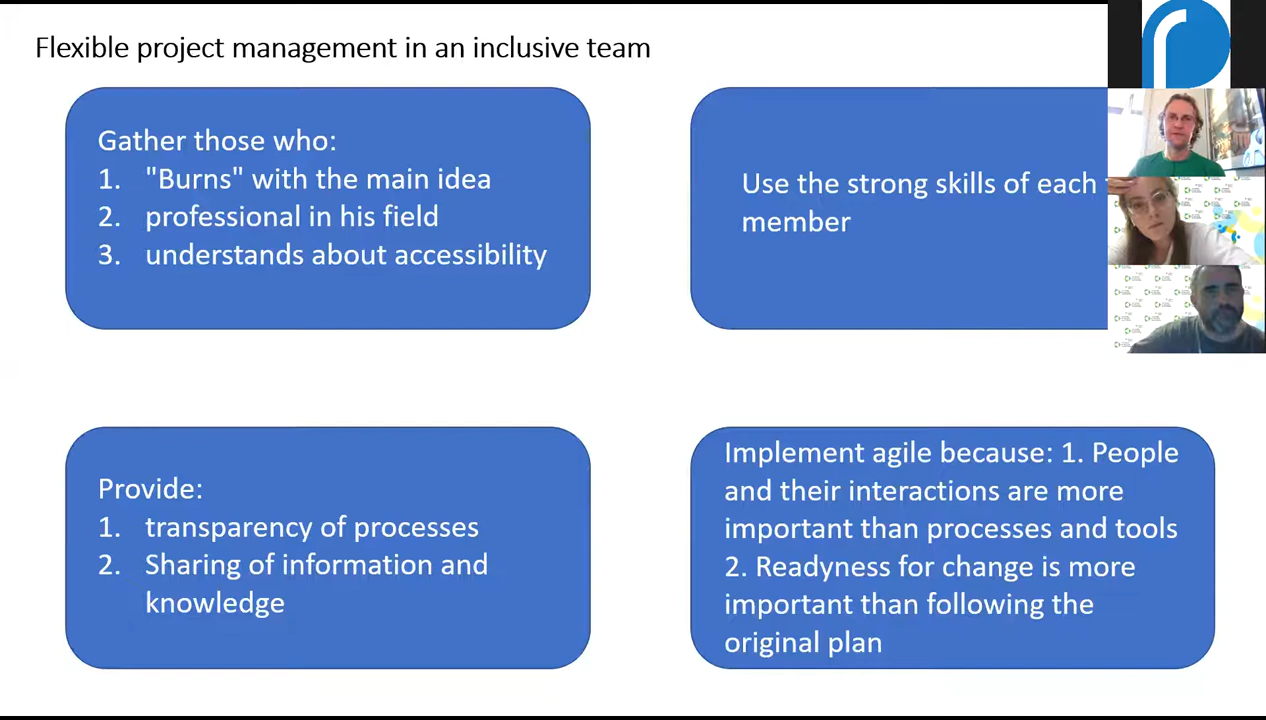 Flexible project management in an inclusive team
Gather those who:
1. "Burns" with the main idea
2. professional in his field
3. understands about accessibility
Use the strong skills of each
member
Provide:
1. transparency of processes
2. Sharing of information and
knowledge
Implement agile because: 1. People
and their interactions are more
important than processes and tools
2. Readyness for change is more
important than following the
original plan